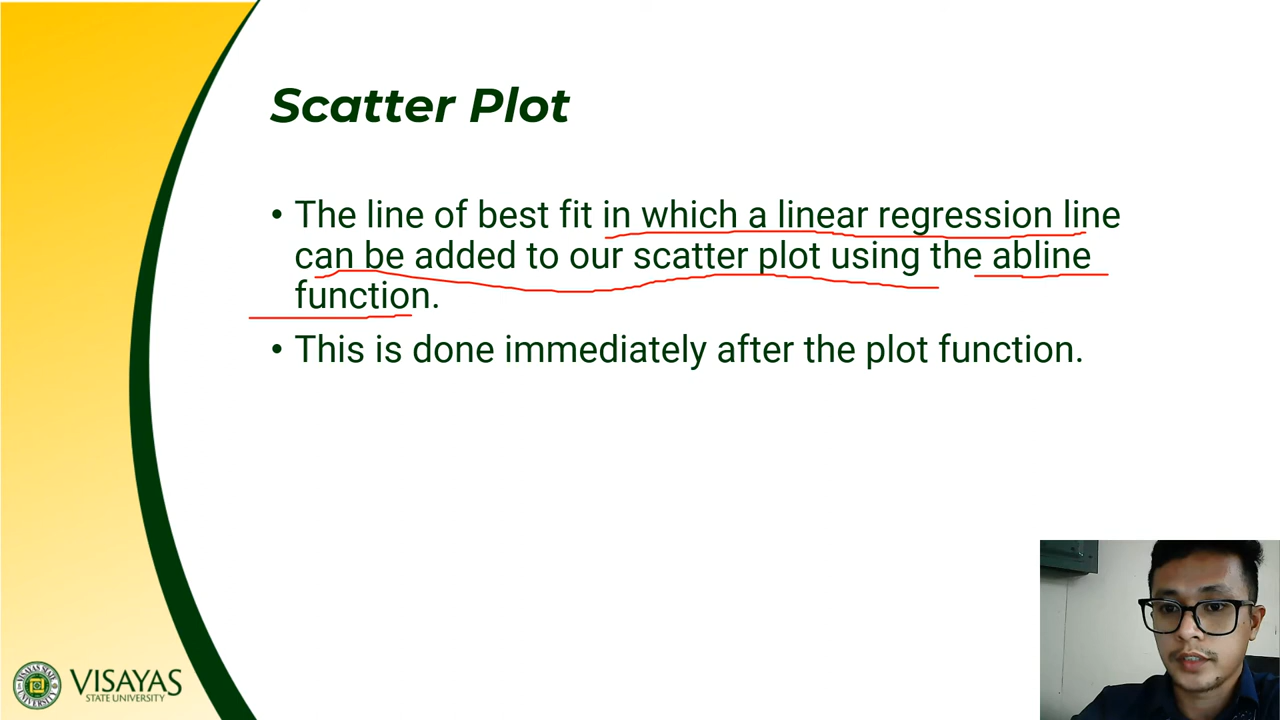 Scatter Plot
• The line of best fit in which a linear regression line
can be added to our scatter plot using the abline
function.
• This is done immediately after the plot function.
VISAYAS
STATE UNIVERSITY